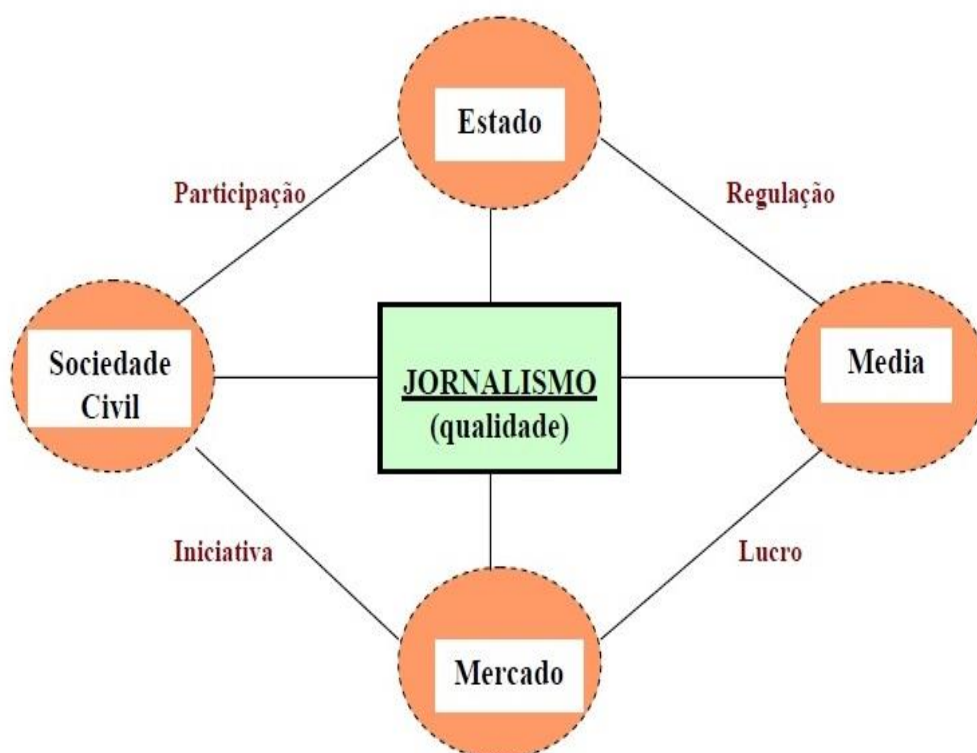 Estado
Participação
Regulação
Sociedade
Civil
JORNALISMO
(qualidade)
Media
Iniciativa
Lucro
Mercado